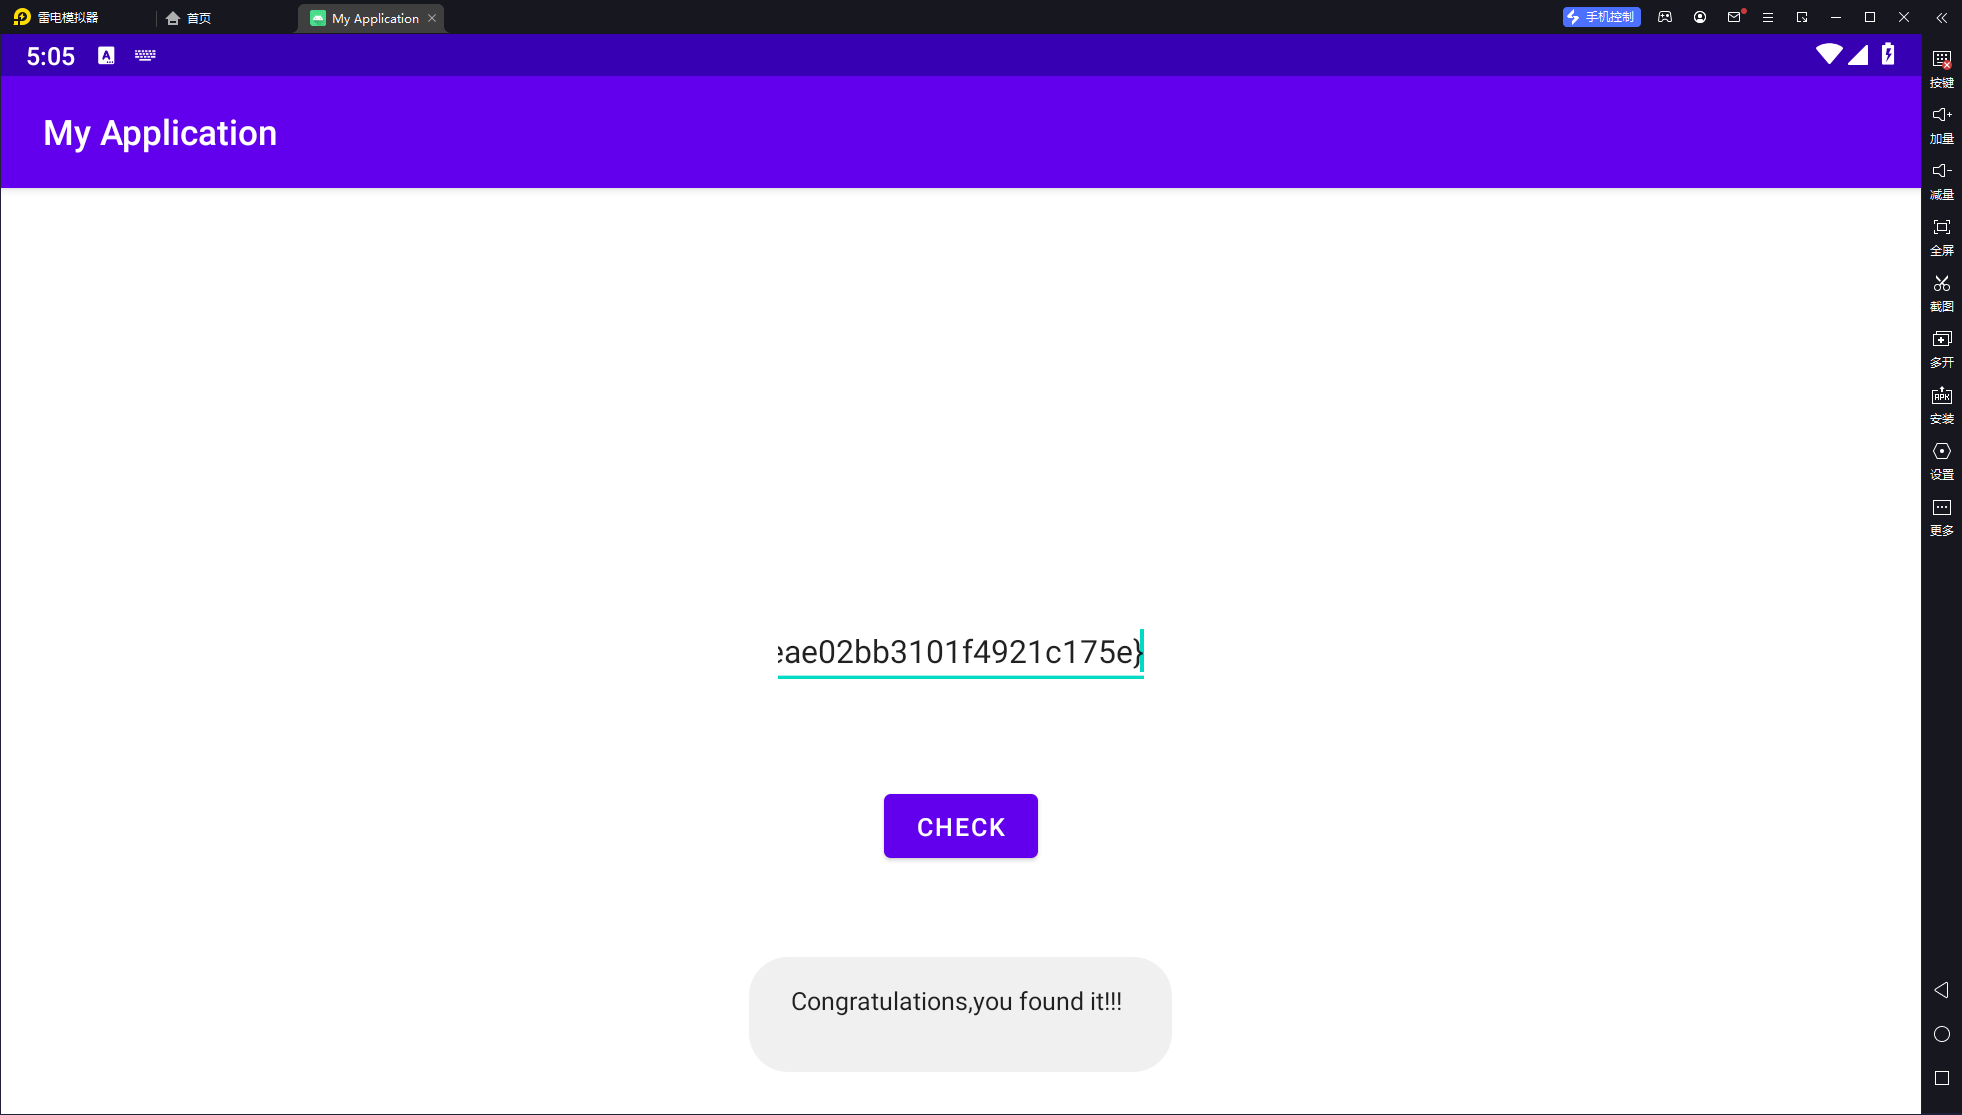 雷电模拟器
首页
My Application
手机控制
5:05
按键
My Application
加量
减量
全屏
截图
多开
APK
安装
设置
更多
eae02bb3101f4921c175e}
CHECK
Congratulations,you found it!!!